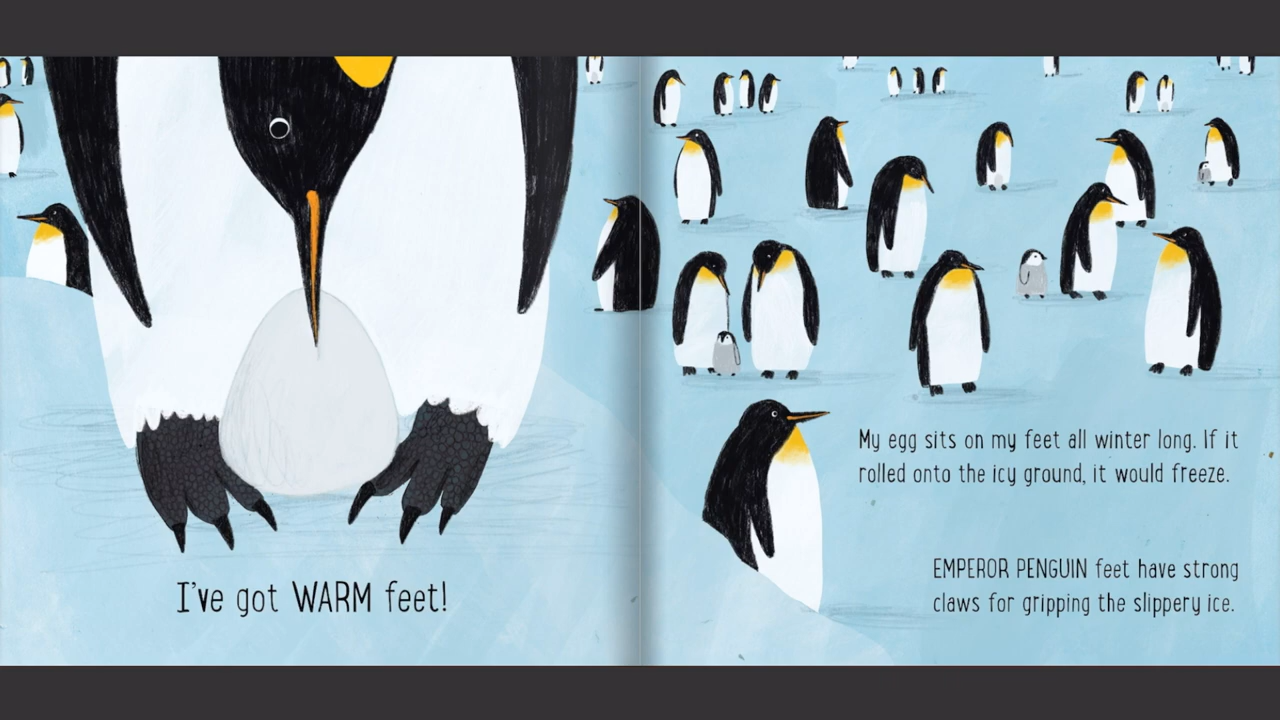 I've got WARM feet!
My egg sits on my feet all winter long. If it
rolled onto the icy ground, it would freeze.
EMPEROR PENGUIN feet have strong
claws for gripping the slippery ice.